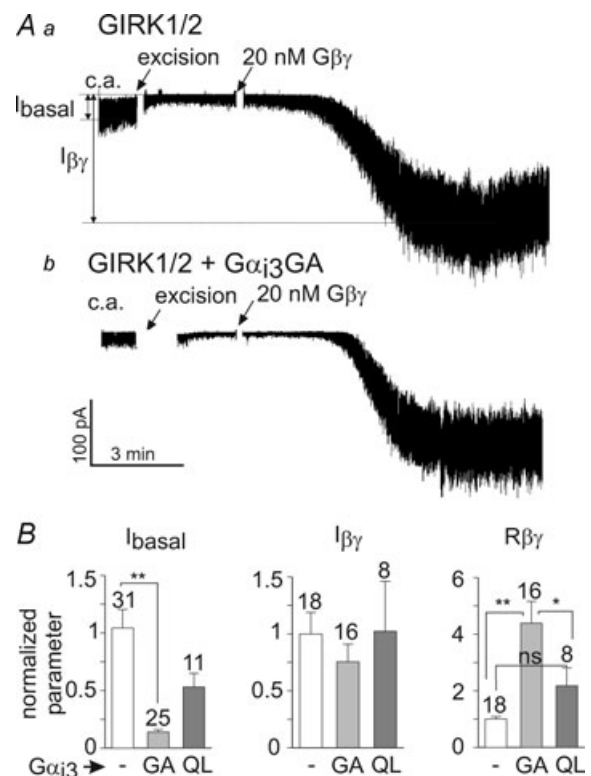 A a GIRK1/2
excision 20 nM Gβγ
c.a.
Ibasal
Iβγ
b GIRK1/2 + Gαi3GA
c.a. excision 20 nM Gβγ
100 pA
3 min
B Ibasal Iβγ Rβγ
normalized parameter
1.5
1
0.5
0
31
**
25
11
1.5
1
0.5
0
18
16
8
6
4
2
0
18
**
16
*
ns
8
Gαi3 → - GA QL - GA QL - GA QL